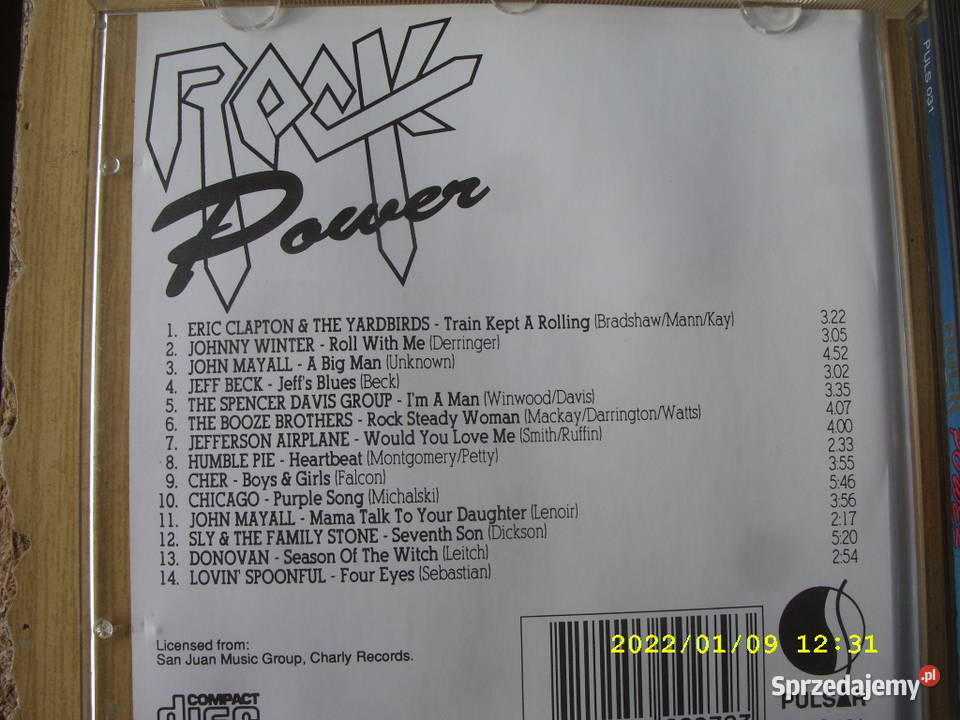 ROCK
Power
PULS 031
1. ERIC CLAPTON & THE YARDBIRDS - Train Kept A Rolling (Bradshaw/Mann/Kay) 3.22
2. JOHNNY WINTER - Roll With Me (Derringer) 3.05
3. JOHN MAYALL - A Big Man (Unknown) 4.52
4. JEFF BECK - Jeff's Blues (Beck) 3.02
5. THE SPENCER DAVIS GROUP - I'm A Man (Winwood/Davis) 3.35
6. THE BOOZE BROTHERS - Rock Steady Woman (Mackay/Darrington/Watts) 4.07
7. JEFFERSON AIRPLANE - Would You Love Me (Smith/Ruffin) 4.00
8. HUMBLE PIE - Heartbeat (Montgomery/Petty) 2.33
9. CHER - Boys & Girls (Falcon) 3:55
10. CHICAGO - Purple Song (Michalski) 5:46
11. JOHN MAYALL - Mama Talk To Your Daughter (Lenoir) 3:56
12. SLY & THE FAMILY STONE - Seventh Son (Dickson) 2:17
13. DONOVAN - Season Of The Witch (Leitch) 5:20
14. LOVIN' SPOONFUL - Four Eyes (Sebastian) 2:54
Licensed from:
San Juan Music Group, Charly Records.
2022/01/09 12:31
COMPACT
disc
PULSAR
Sprzedajemy.pl